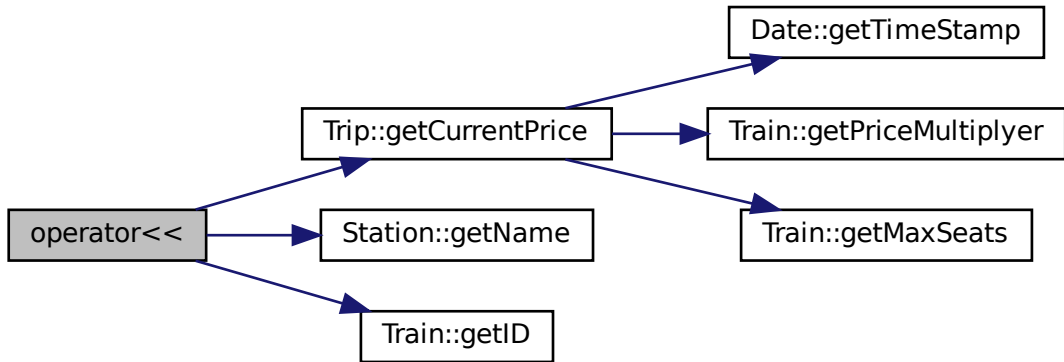 Date::getTimeStamp
Trip::getCurrentPrice
Train::getPriceMultiplyer
operator<<
Station::getName
Train::getMaxSeats
Train::getID